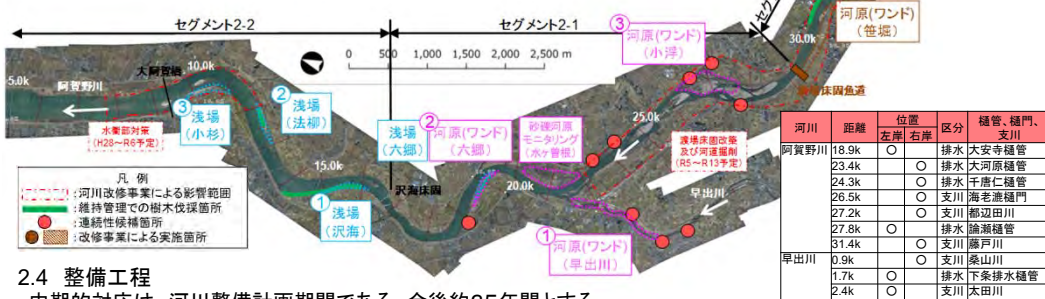 セグメント2-2
セグメント2-1
セグ
③
河原(ワンド)
(小浮)
河原(ワンド)
(笹堀)
0 500 1,000 1,500 2,000 2,500 m
30.0k
5.0k
阿賀野川
大阿賀橋
10.0k
②
浅場
(法柳)
③
浅場
(小杉)
水衝部対策
(H28～R6予定)
浅場
(六郷)
②
河原(ワンド)
(六郷)
砂礫河原
モニタリング
(水ヶ曽根)
25.0k
渡場床固魚道
渡場床固改築
及び河道掘削
(R5～R13予定)
15.0k
沢海床固
20.0k
早出川
①
浅場
(沢海)
①
河原(ワンド)
(早出川)
凡 例
:河川改修事業による影響範囲
:維持管理での樹木伐採箇所
:連続性候補箇所
:改修事業による実施箇所
河川 距離 位置 区分 樋管、樋門、支川
左岸 右岸
阿賀野川 18.9k ○ 排水 大安寺樋管
23.4k ○ 排水 大河原樋管
24.3k ○ 排水 千唐仁樋管
26.5k ○ 支川 海老漉樋門
27.2k ○ 支川 都辺田川
27.8k ○ 排水 論瀬樋管
31.4k ○ 支川 藤戸川
早出川 0.9k ○ 支川 桑山川
1.7k ○ 排水 下条排水樋管
2.4k ○ 支川 太田川
2.4 整備工程